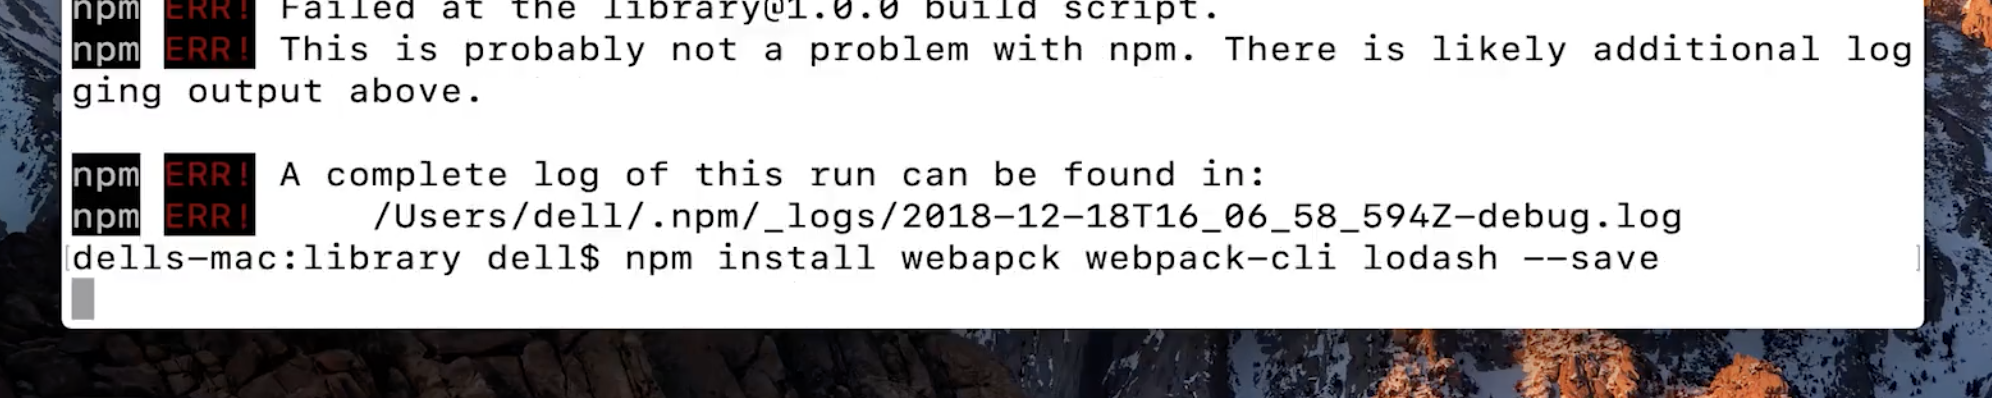 npm ERR! Failed at the library@1.0.0 build script.
npm ERR! This is probably not a problem with npm. There is likely additional log
ging output above.
npm ERR! A complete log of this run can be found in:
npm ERR!     /Users/dell/.npm/_logs/2018-12-18T16_06_58_594Z-debug.log
[dells-mac:library dell$ npm install webapck webpack-cli lodash --save ]